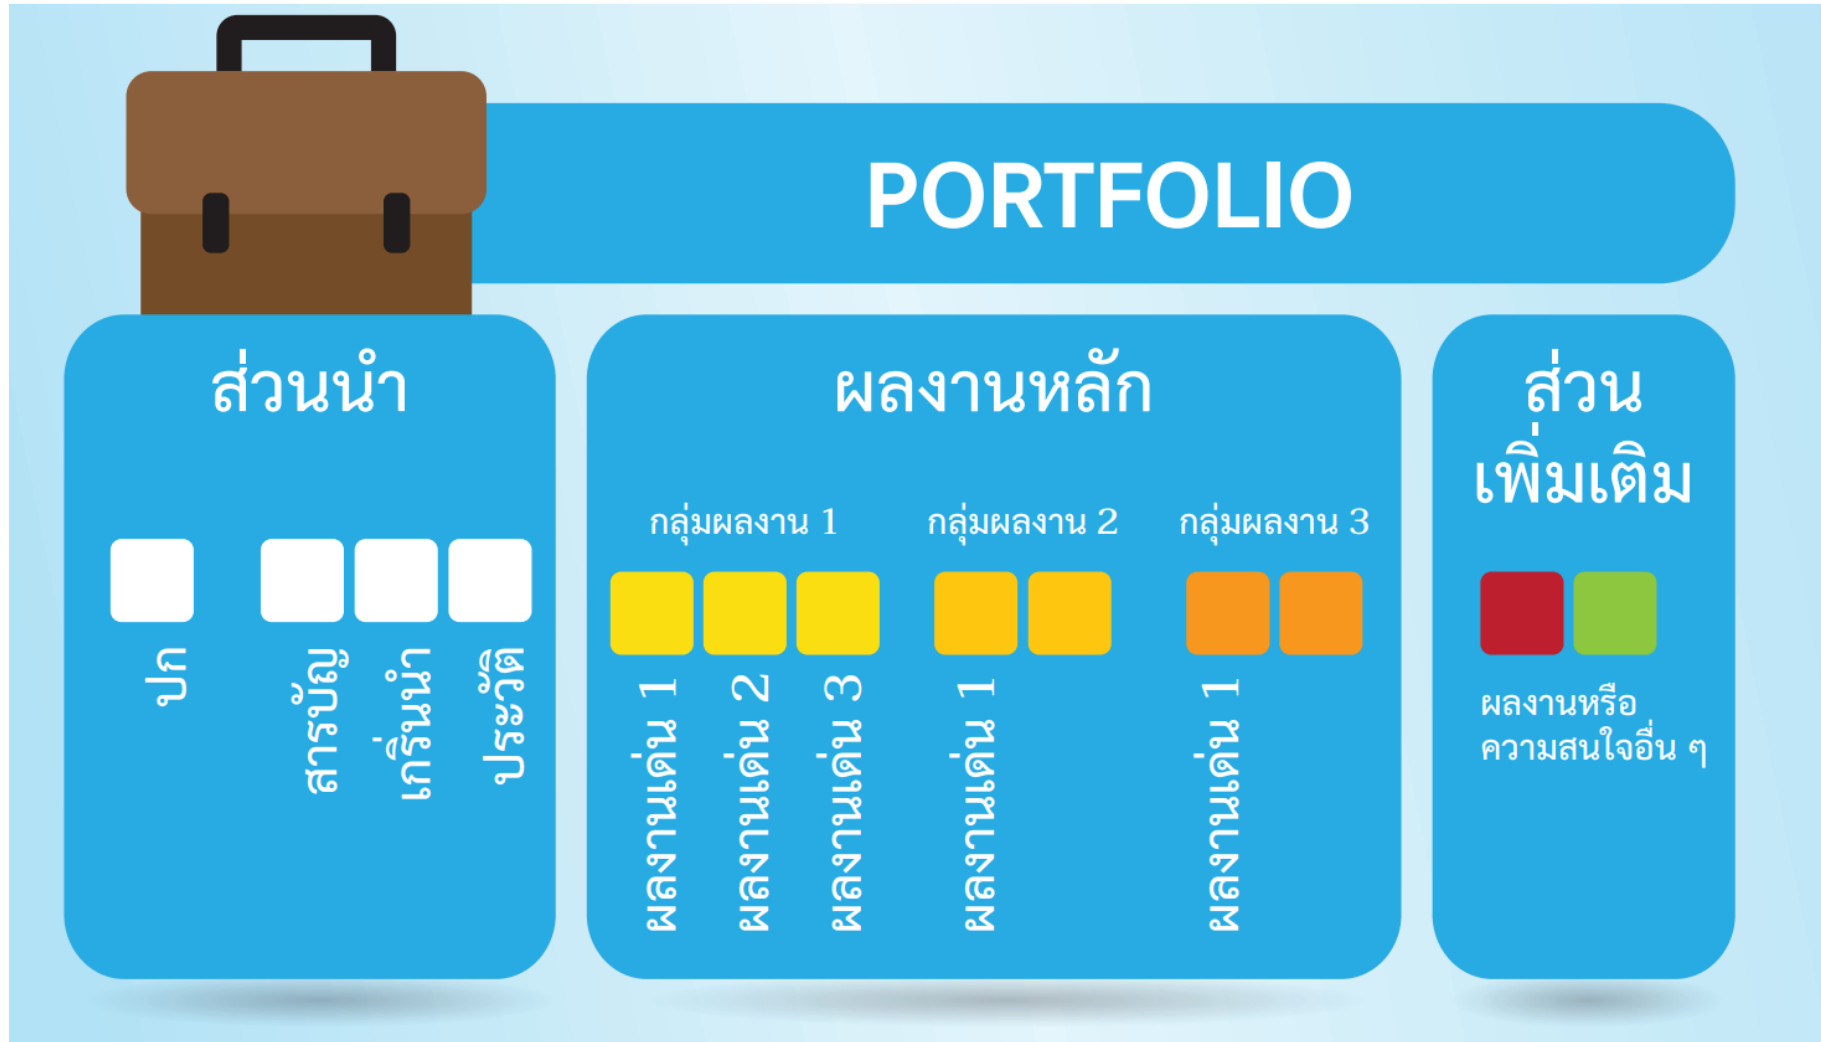 PORTFOLIO
ส่วนนำ
ปก
สารบัญ
เกริ่นนำ
ประวัติ
ผลงานหลัก
กลุ่มผลงาน 1
ผลงานเด่น 1
ผลงานเด่น 2
ผลงานเด่น 3
กลุ่มผลงาน 2
ผลงานเด่น 1
กลุ่มผลงาน 3
ผลงานเด่น 1
ส่วน
เพิ่มเติม
ผลงานหรือ
ความสนใจอื่น ๆ